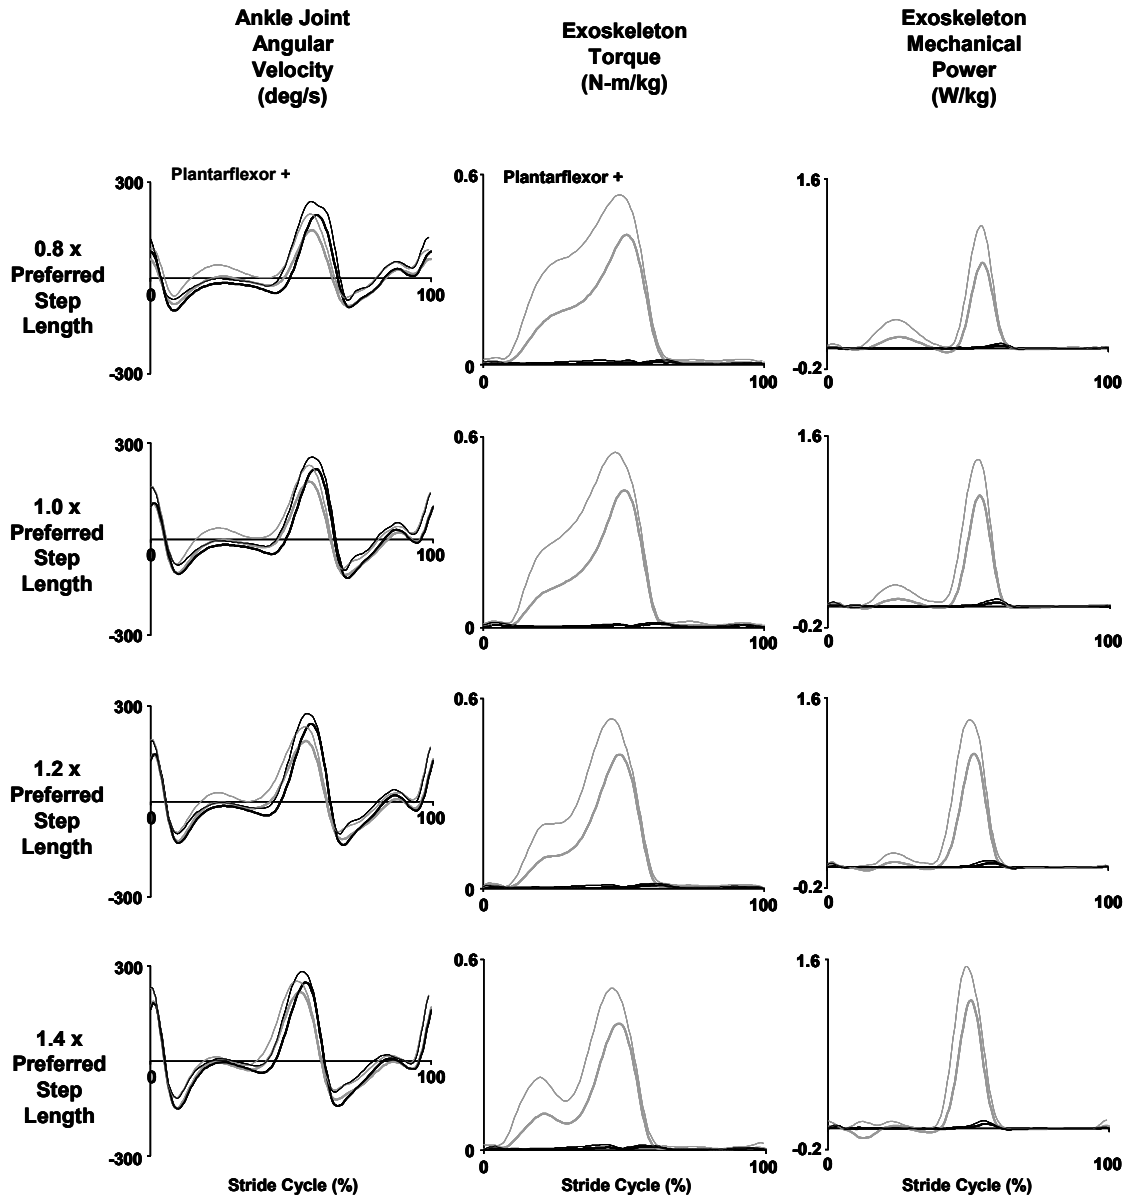 Ankle Joint
Angular
Velocity
(deg/s)
Exoskeleton
Torque
(N-m/kg)
Exoskeleton
Mechanical
Power
(W/kg)
0.8 x
Preferred
Step
Length
300
Plantarflexor +
0
100
-300
0.6
Plantarflexor +
0
0
100
1.6
-0.2
0
100
1.0 x
Preferred
Step
Length
300
0
100
-300
0.6
0
0
100
1.6
-0.2
0
100
1.2 x
Preferred
Step
Length
300
0
100
-300
0.6
0
0
100
1.6
-0.2
0
100
1.4 x
Preferred
Step
Length
300
0
100
-300
0.6
0
0
100
1.6
-0.2
0
100
Stride Cycle (%)
Stride Cycle (%)
Stride Cycle (%)